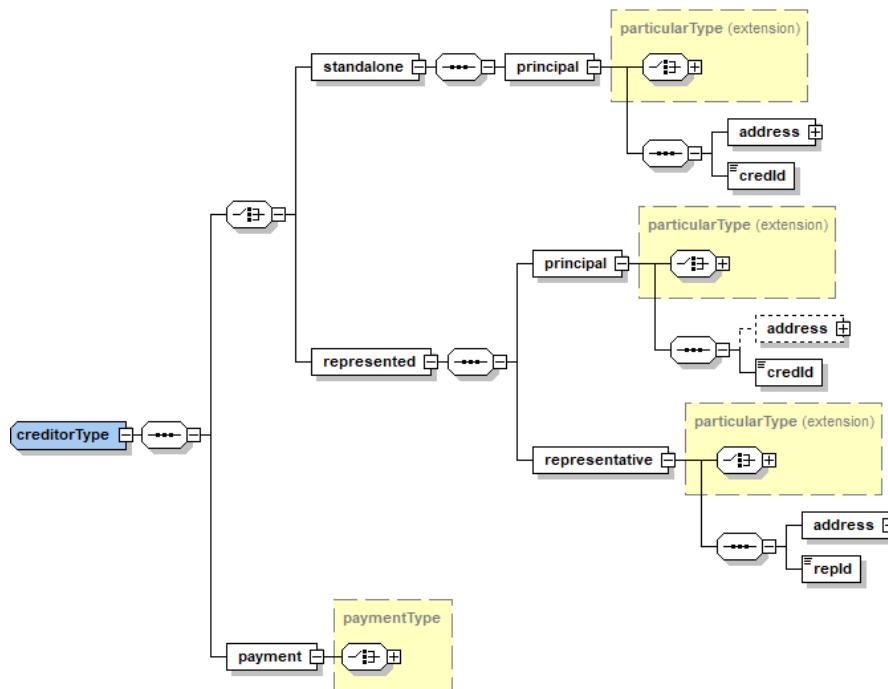 particularType (extension)
standalone
principal
address
credId
particularType (extension)
principal
address
represented
credId
particularType (extension)
creditorType
representative
address
repId
paymentType
payment